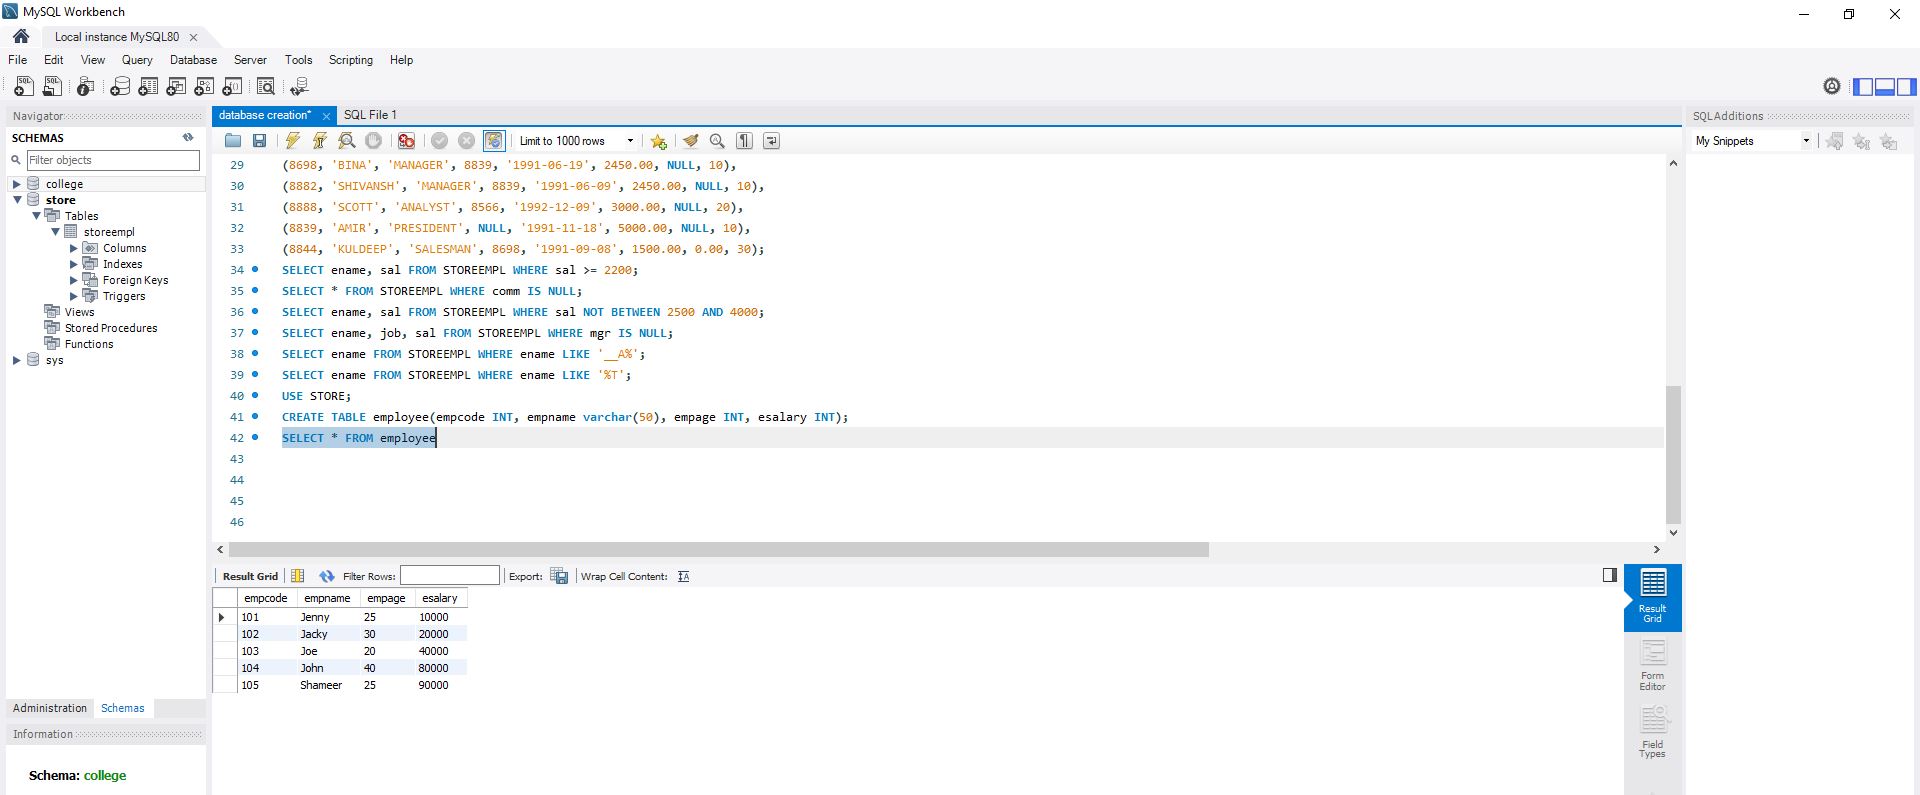 MySQL Workbench
Local instance MySQL80
File Edit View Query Database Server Tools Scripting Help
Navigator
SCHEMAS
Filter objects
college
store
Tables
storeempl
Columns
Indexes
Foreign Keys
Triggers
Views
Stored Procedures
Functions
sys
Administration Schemas
Information
Schema: college
database creation* SQL File 1
Limit to 1000 rows
29 (8698, 'BINA', 'MANAGER', 8839, '1991-06-19', 2450.00, NULL, 10),
30 (8882, 'SHIVANSH', 'MANAGER', 8839, '1991-06-09', 2450.00, NULL, 10),
31 (8888, 'SCOTT', 'ANALYST', 8566, '1992-12-09', 3000.00, NULL, 20),
32 (8839, 'AMIR', 'PRESIDENT', NULL, '1991-11-18', 5000.00, NULL, 10),
33 (8844, 'KULDEEP', 'SALESMAN', 8698, '1991-09-08', 1500.00, 0.00, 30);
34 SELECT ename, sal FROM STOREEMPL WHERE sal >= 2200;
35 SELECT * FROM STOREEMPL WHERE comm IS NULL;
36 SELECT ename, sal FROM STOREEMPL WHERE sal NOT BETWEEN 2500 AND 4000;
37 SELECT ename, job, sal FROM STOREEMPL WHERE mgr IS NULL;
38 SELECT ename FROM STOREEMPL WHERE ename LIKE '__A%';
39 SELECT ename FROM STOREEMPL WHERE ename LIKE '%T';
40 USE STORE;
41 CREATE TABLE employee(empcode INT, empname varchar(50), empage INT, esalary INT);
42 SELECT * FROM employee
43
44
45
46
Result Grid Filter Rows: Export: Wrap Cell Content:
empcode empname empage esalary
101 Jenny 25 10000
102 Jacky 30 20000
103 Joe 20 40000
104 John 40 80000
105 Shameer 25 90000
Result
Grid
Form
Editor
Field
Types
SQLAdditions
My Snippets